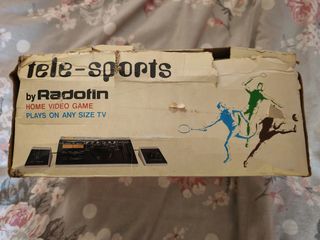 tele-sports
by Radofin
HOME VIDEO GAME
PLAYS ON ANY SIZE TV